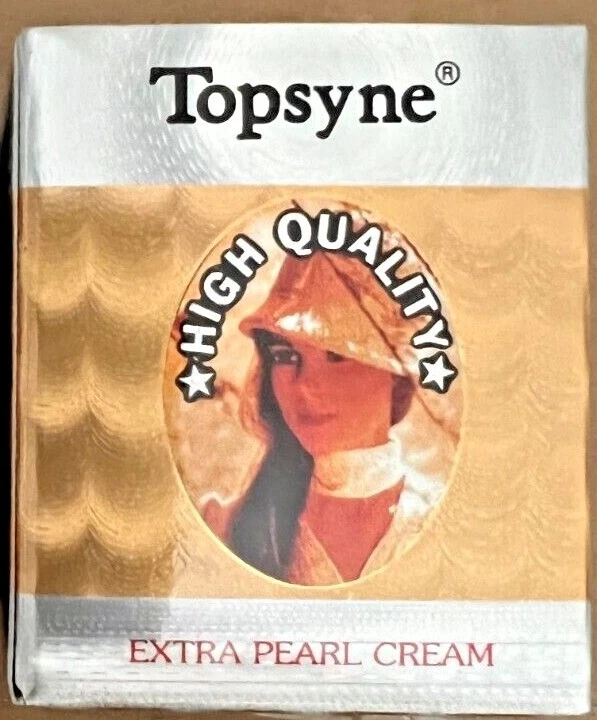 Topsyne®
★HIGH QUALITY★
EXTRA PEARL CREAM